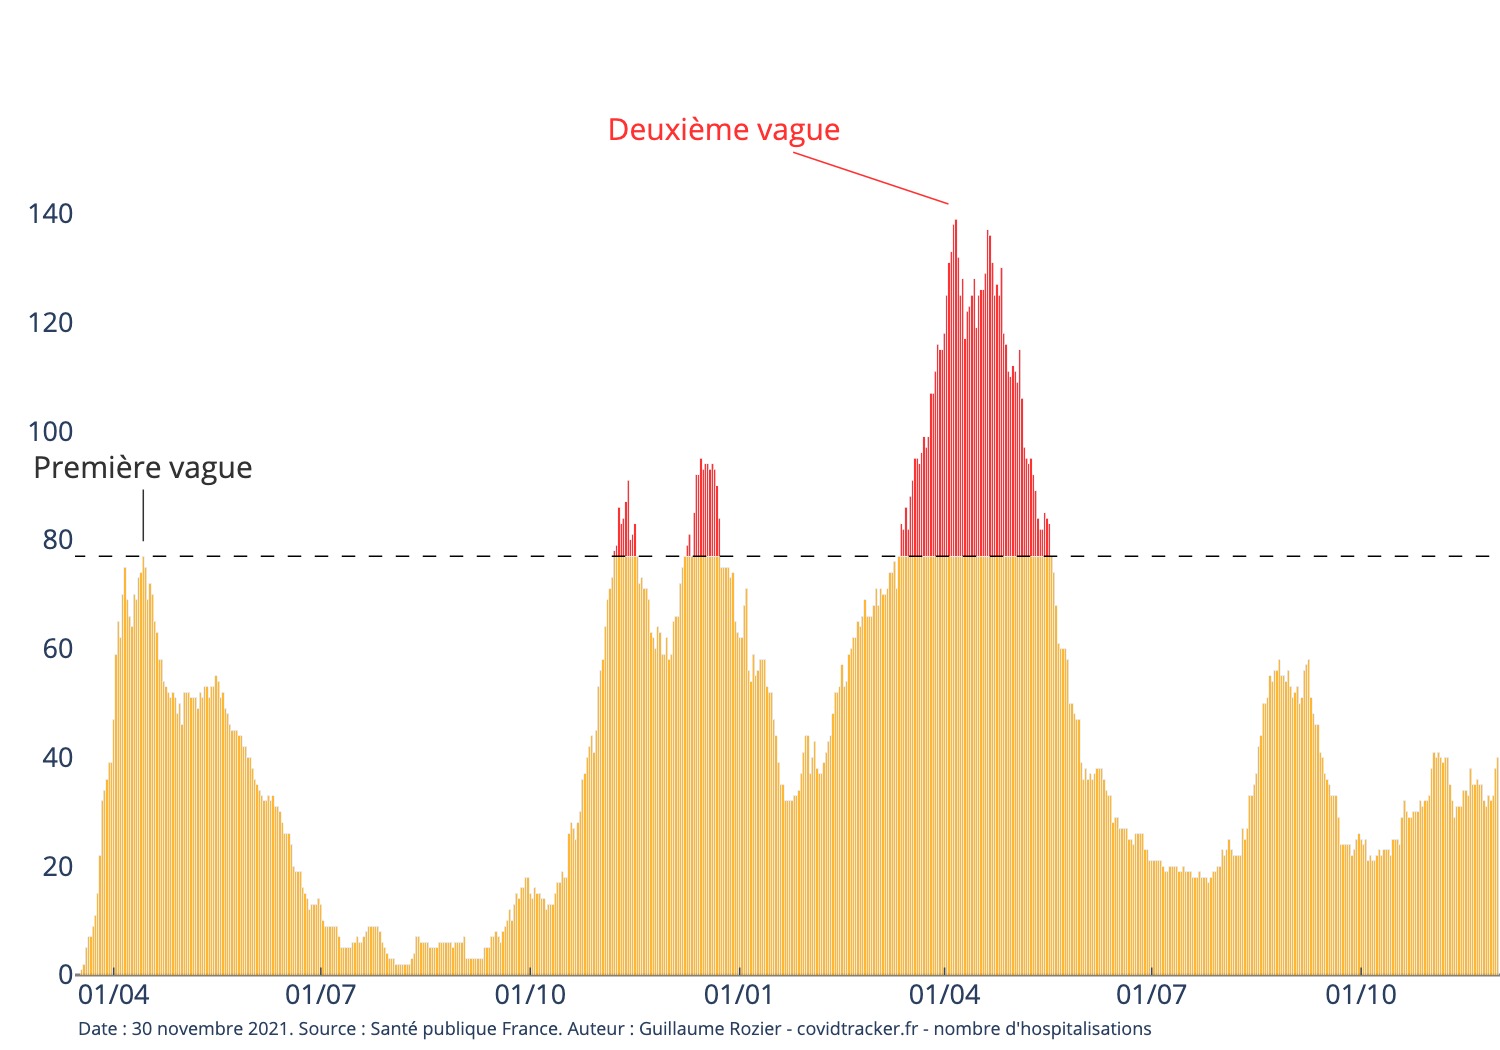 Deuxième vague
140
120
100
Première vague
80
60
40
20
0
01/04 01/07 01/10 01/01 01/04 01/07 01/10
Date : 30 novembre 2021. Source : Santé publique France. Auteur : Guillaume Rozier - covidtracker.fr - nombre d'hospitalisations